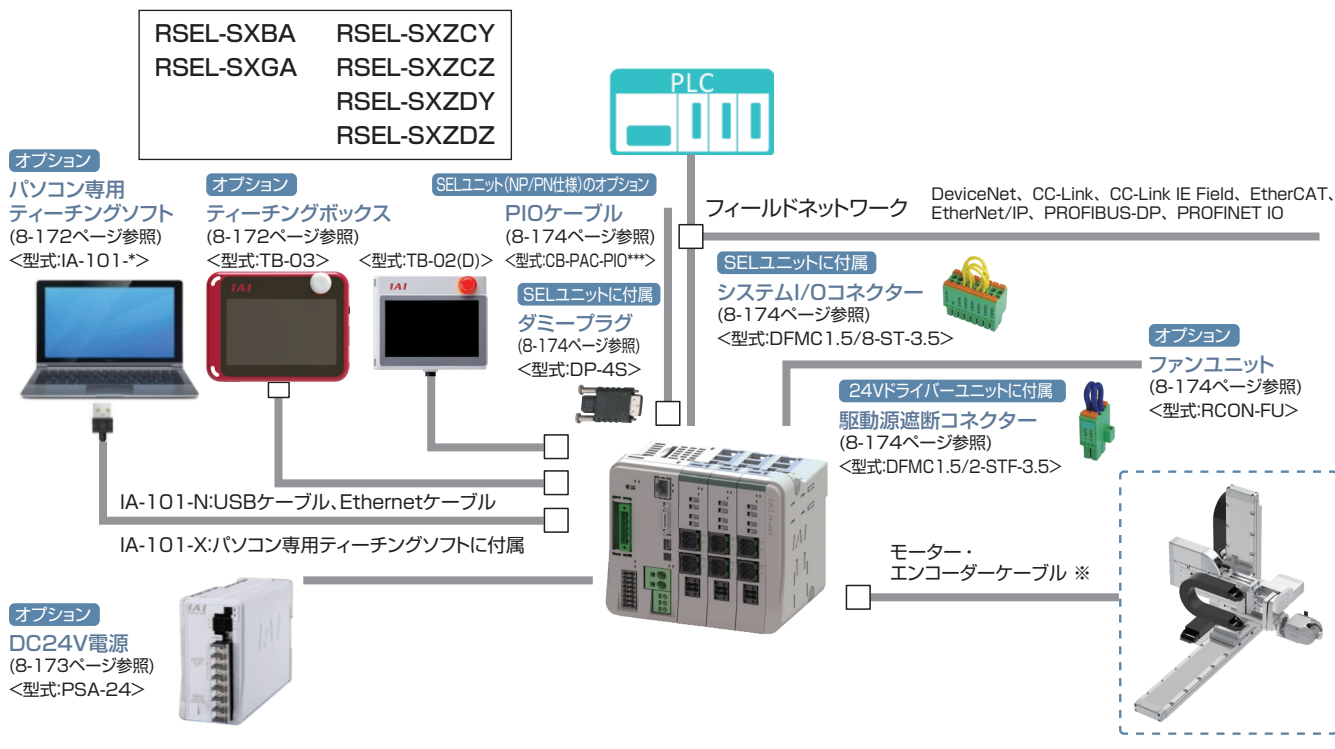 RSEL-SXBA RSEL-SXZCY
RSEL-SXGA RSEL-SXZCZ
RSEL-SXZDY
RSEL-SXZDZ
PLC
オプション
パソコン専用
ティーチングソフト
(8-172ページ参照)
<型式:IA-101-*>
オプション
ティーチングボックス
(8-172ページ参照)
<型式:TB-03>
<型式:TB-02(D)>
IAI
IAI
SELユニット(NP/PN仕様)のオプション
PIOケーブル
(8-174ページ参照)
<型式:CB-PAC-PIO***>
SELユニットに付属
ダミープラグ
(8-174ページ参照)
<型式:DP-4S>
フィールドネットワーク
DeviceNet、CC-Link、CC-Link IE Field、EtherCAT、
EtherNet/IP、PROFIBUS-DP、PROFINET IO
SELユニットに付属
システムI/Oコネクター
(8-174ページ参照)
<型式:DFMC1.5/8-ST-3.5>
オプション
ファンユニット
(8-174ページ参照)
<型式:RCON-FU>
24Vドライバーユニットに付属
駆動源遮断コネクター
(8-174ページ参照)
<型式:DFMC1.5/2-STF-3.5>
IA-101-N:USBケーブル、Ethernetケーブル
IA-101-X:パソコン専用ティーチングソフトに付属
モーター・
エンコーダーケーブル ※
オプション
DC24V電源
(8-173ページ参照)
<型式:PSA-24>
IAI